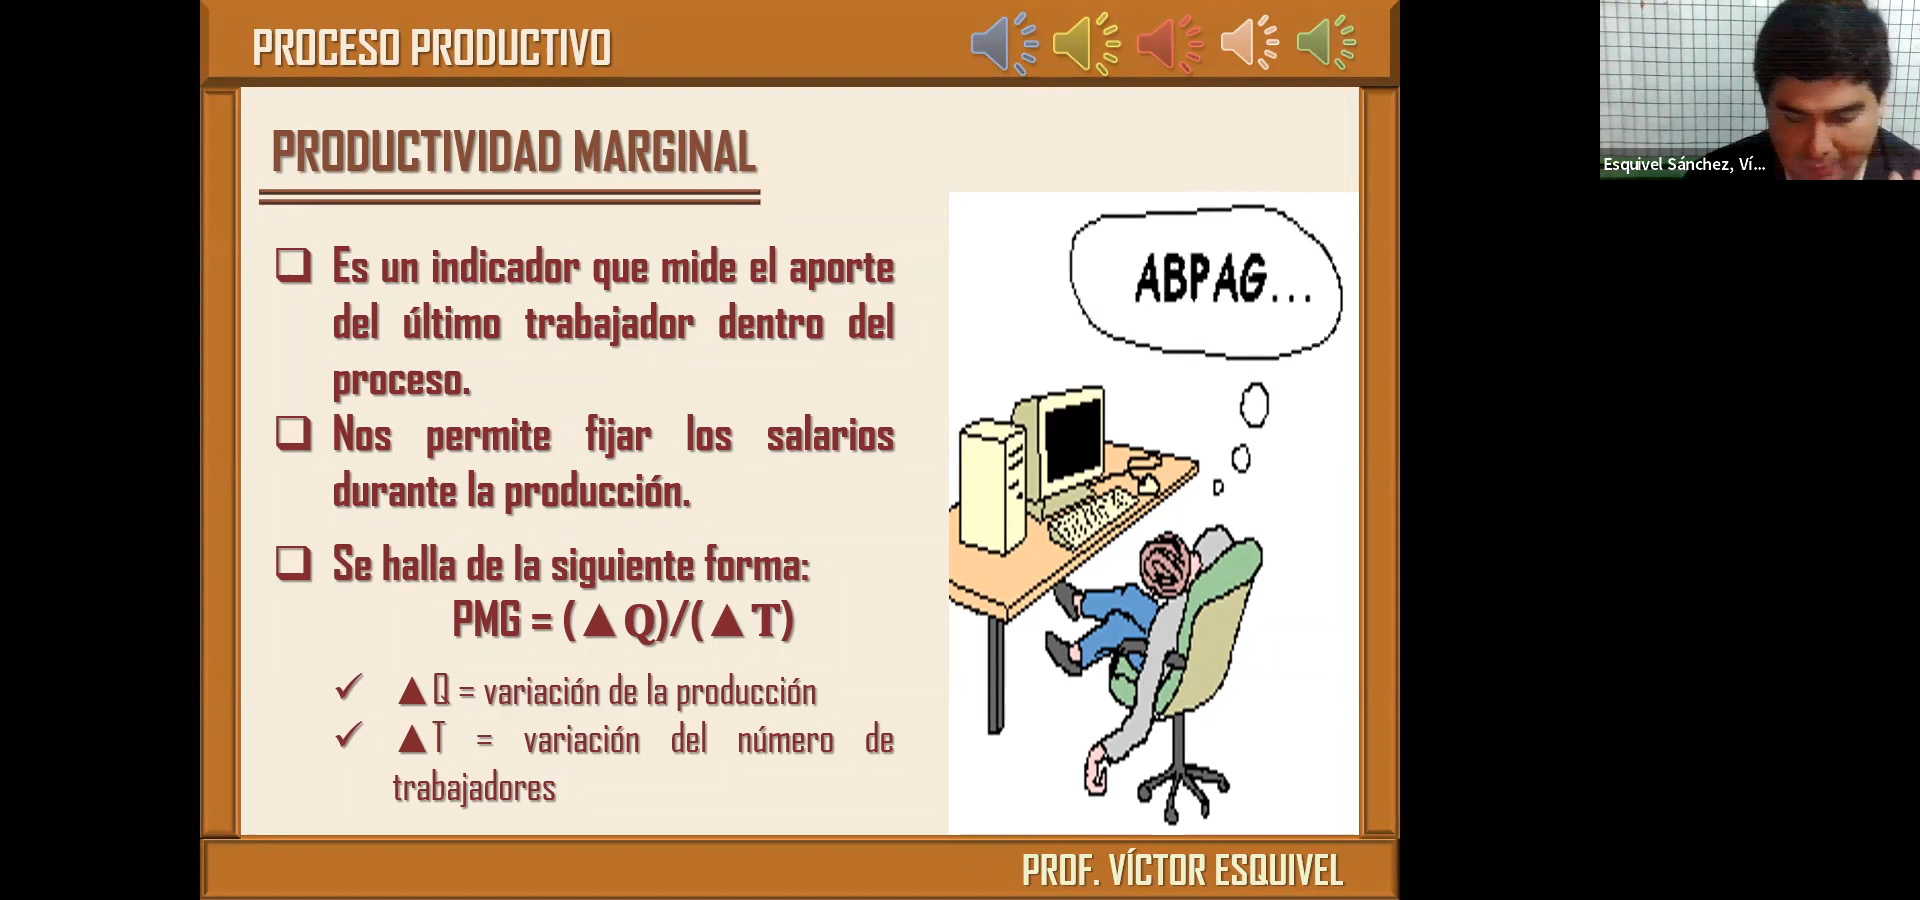 PROCESO PRODUCTIVO
Esquivel Sánchez, Ví...
PRODUCTIVIDAD MARGINAL
❑ Es un indicador que mide el aporte
del último trabajador dentro del
proceso.
❑ Nos permite fijar los salarios
durante la producción.
❑ Se halla de la siguiente forma:
PMG = (▲Q)/(▲T)
✓ ▲Q = variación de la producción
✓ ▲T = variación del número de
trabajadores
ABPAG...
PROF. VÍCTOR ESQUIVEL